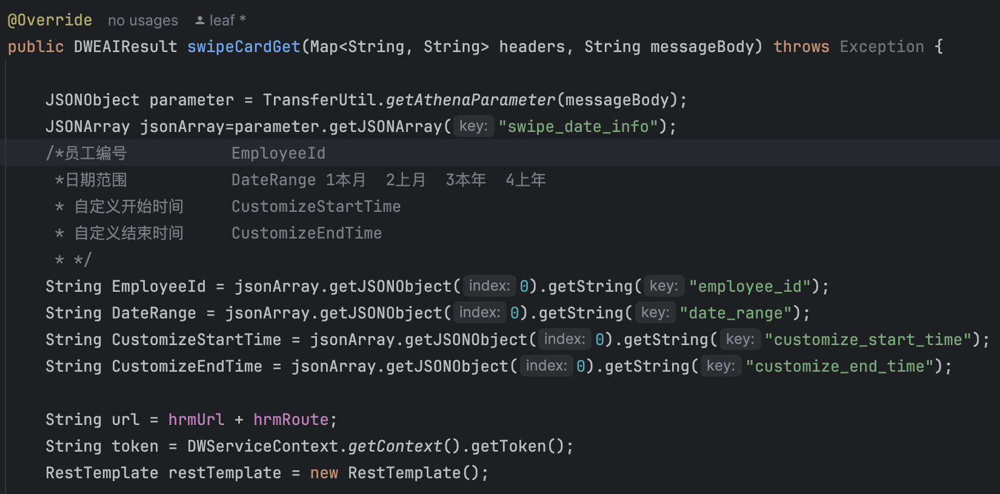 @Override no usages leaf *
public DWEAIResult swipeCardGet(Map<String, String> headers, String messageBody) throws Exception {
JSONObject parameter = TransferUtil.getAthenaParameter(messageBody);
JSONArray jsonArray=parameter.getJSONArray( key: "swipe_date_info");
/*员工编号 EmployeeId
*日期范围 DateRange 1本月 2上月 3本年 4上年
* 自定义开始时间 CustomizeStartTime
* 自定义结束时间 CustomizeEndTime
* */
String EmployeeId = jsonArray.getJSONObject( index: 0).getString( key: "employee_id");
String DateRange = jsonArray.getJSONObject( index: 0).getString( key: "date_range");
String CustomizeStartTime = jsonArray.getJSONObject( index: 0).getString( key: "customize_start_time");
String CustomizeEndTime = jsonArray.getJSONObject( index: 0).getString( key: "customize_end_time");
String url = hrmUrl + hrmRoute;
String token = DWServiceContext.getContext().getToken();
RestTemplate restTemplate = new RestTemplate();